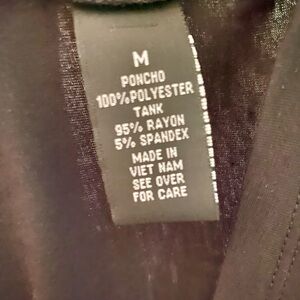 M
PONCHO
100%POLYESTER
TANK
95% RAYON
5% SPANDEX
MADE IN
VIET NAM
SEE OVER
FOR CARE